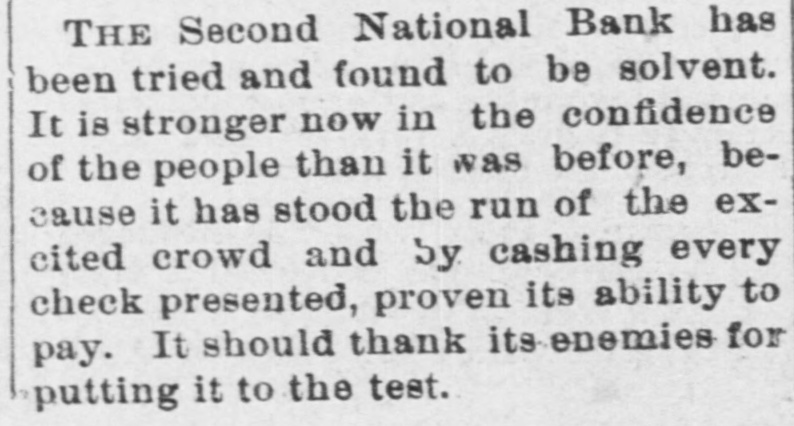 THE Second National Bank has
been tried and found to be solvent.
It is stronger now in the confidence
of the people than it was before, be-
cause it has stood the run of the ex-
cited crowd and by cashing every
check presented, proven its ability to
pay. It should thank its enemies for
putting it to the test.